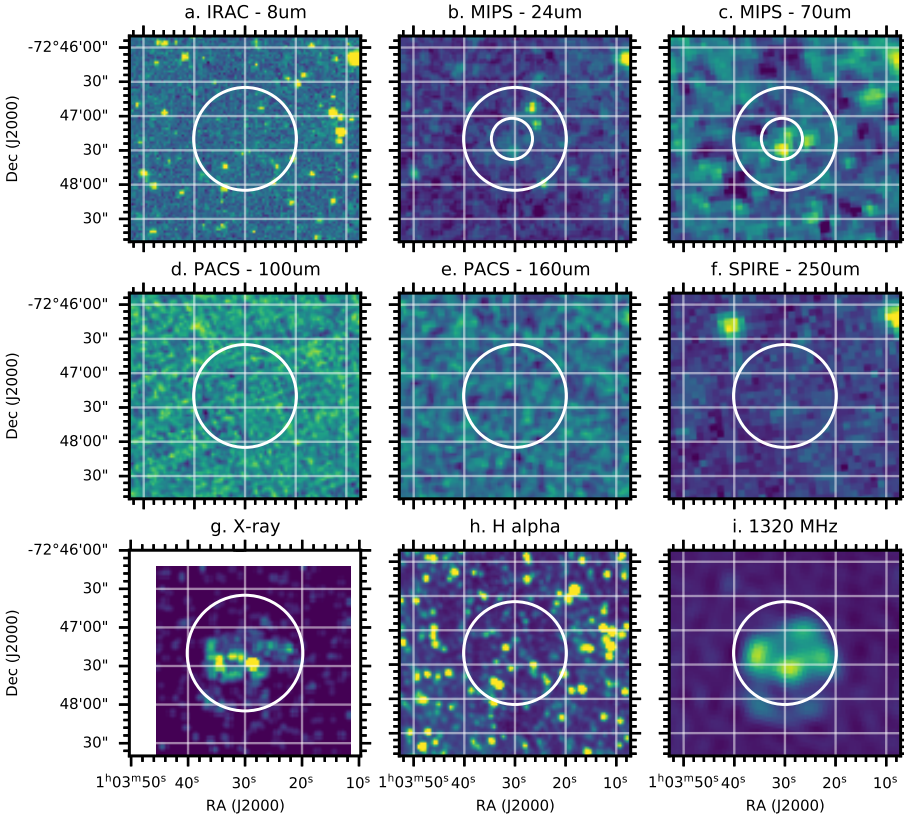 a. IRAC - 8um
b. MIPS - 24um
c. MIPS - 70um
-72°46'00"
30"
47'00"
30"
48'00"
30"
Dec (J2000)
d. PACS - 100um
e. PACS - 160um
f. SPIRE - 250um
-72°46'00"
30"
47'00"
30"
48'00"
30"
Dec (J2000)
g. X-ray
h. H alpha
i. 1320 MHz
-72°46'00"
30"
47'00"
30"
48'00"
30"
Dec (J2000)
1ʰ03ᵐ50ˢ 40ˢ 30ˢ 20ˢ 10ˢ
1ʰ03ᵐ50ˢ 40ˢ 30ˢ 20ˢ 10ˢ
1ʰ03ᵐ50ˢ 40ˢ 30ˢ 20ˢ 10ˢ
RA (J2000)
RA (J2000)
RA (J2000)